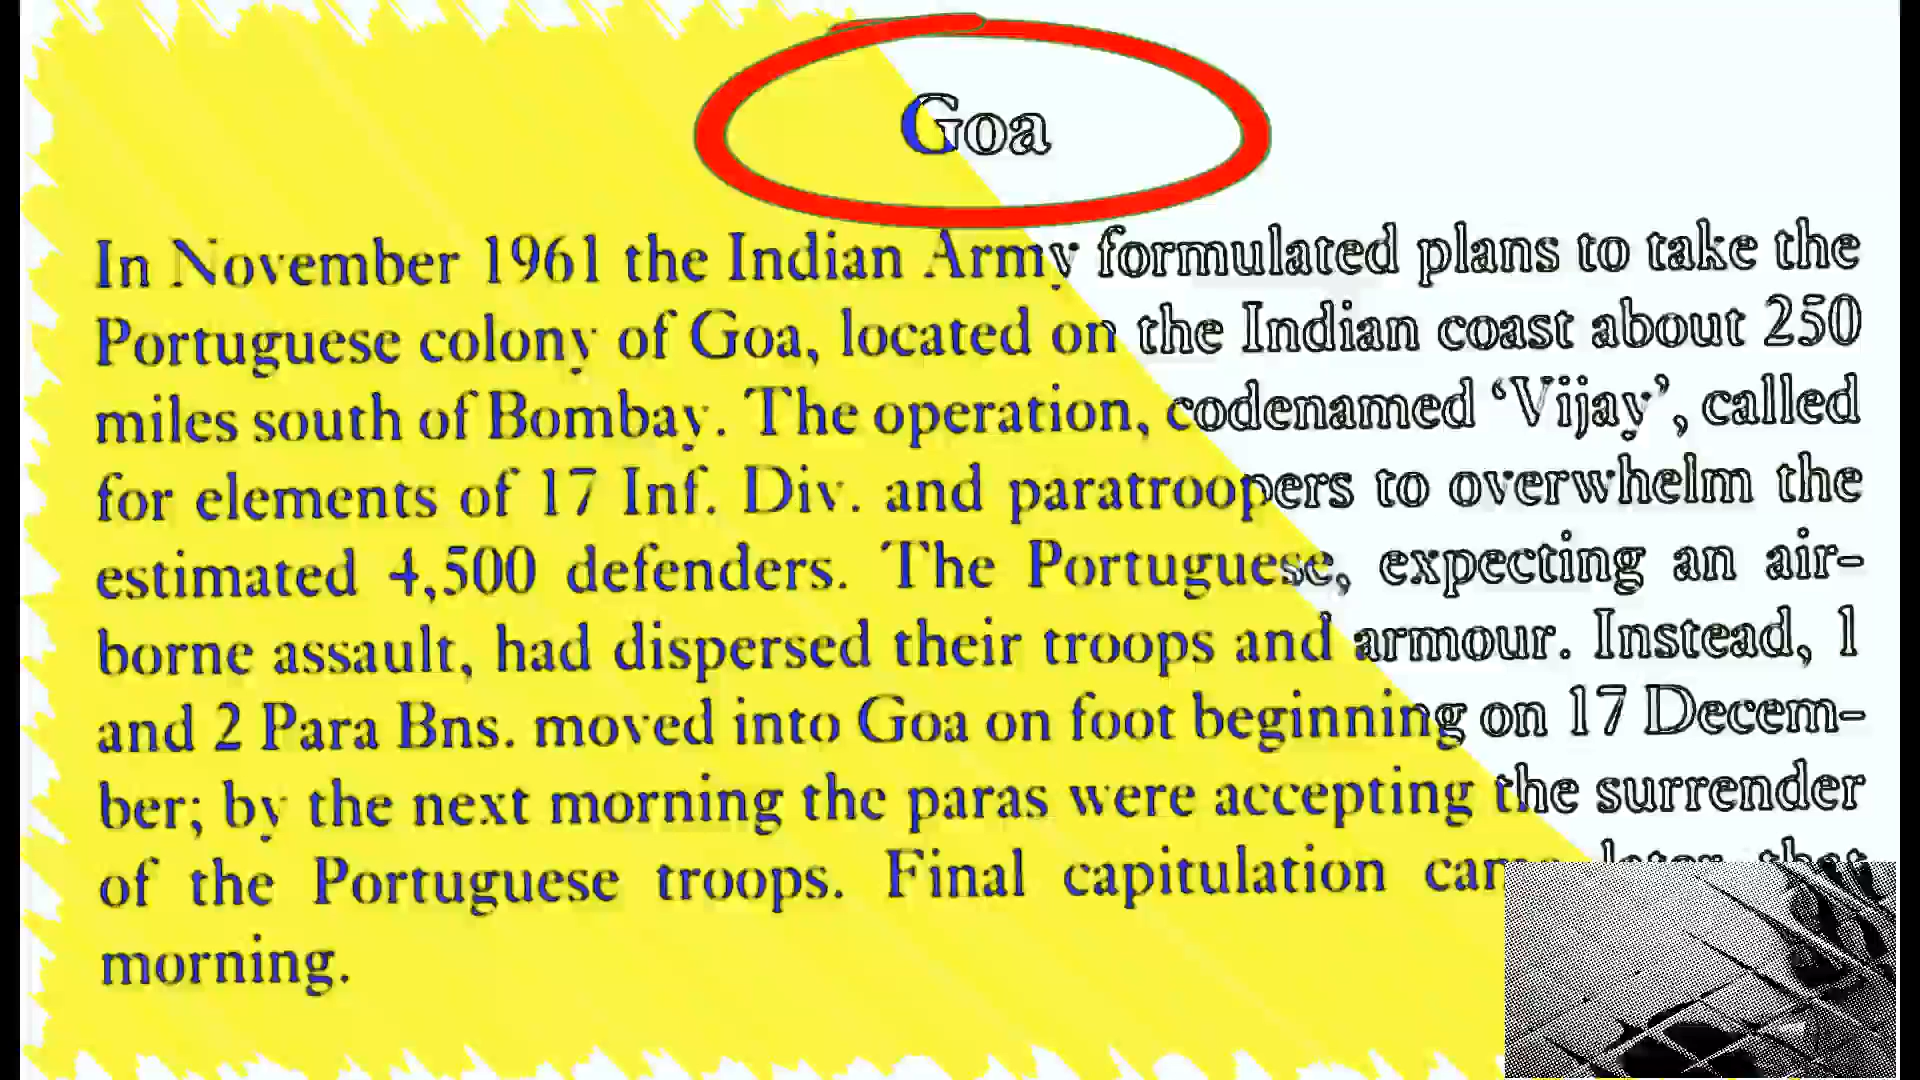 Goa
In November 1961 the Indian Army formulated plans to take the
Portuguese colony of Goa, located on the Indian coast about 250
miles south of Bombay. The operation, codenamed ‘Vijay’, called
for elements of 17 Inf. Div. and paratroopers to overwhelm the
estimated 4,500 defenders. The Portuguese, expecting an air-
borne assault, had dispersed their troops and armour. Instead, 1
and 2 Para Bns. moved into Goa on foot beginning on 17 Decem-
ber; by the next morning the paras were accepting the surrender
of the Portuguese troops. Final capitulation later that
morning.